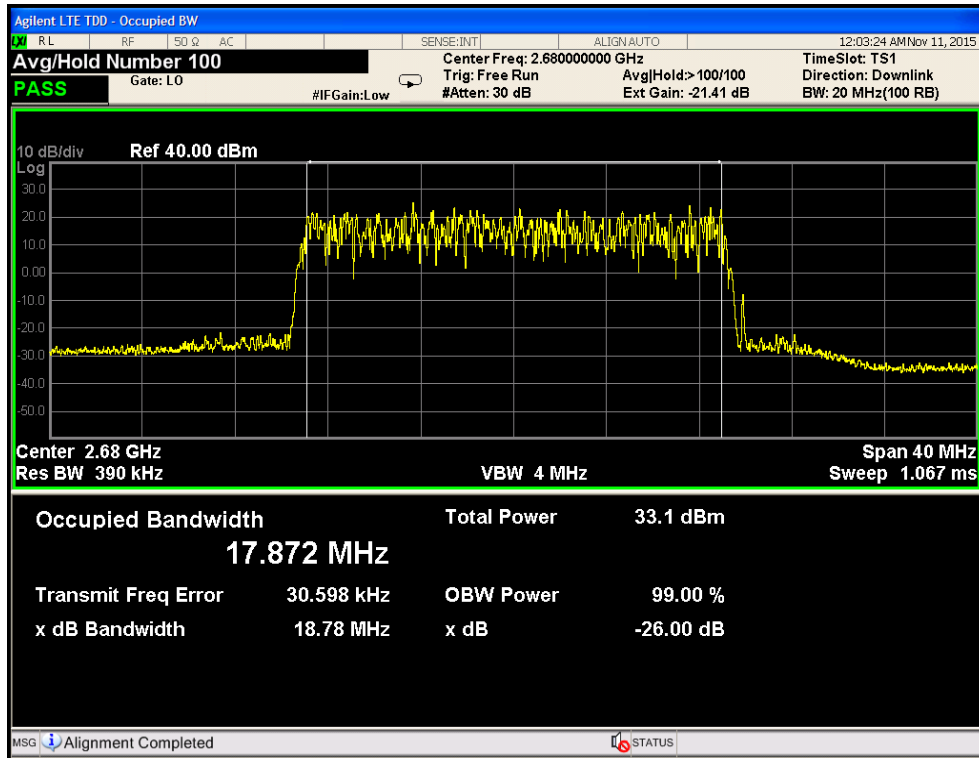 Agilent LTE TDD - Occupied BW
LXI RL RF 50 Ω AC SENSE:INT ALIGN AUTO 12:03:24 AM Nov 11, 2015
Avg/Hold Number 100 Center Freq: 2.680000000 GHz TimeSlot: TS1
PASS Gate: LO Trig: Free Run Avg|Hold:>100/100 Direction: Downlink
#IFGain:Low #Atten: 30 dB Ext Gain: -21.41 dB BW: 20 MHz(100 RB)
10 dB/div Ref 40.00 dBm
Log
30.0
20.0
10.0
0.00
-10.0
-20.0
-30.0
-40.0
-50.0
Center 2.68 GHz Span 40 MHz
Res BW 390 kHz VBW 4 MHz Sweep 1.067 ms
Occupied Bandwidth Total Power 33.1 dBm
17.872 MHz
Transmit Freq Error 30.598 kHz OBW Power 99.00 %
x dB Bandwidth 18.78 MHz x dB -26.00 dB
MSG Alignment Completed STATUS